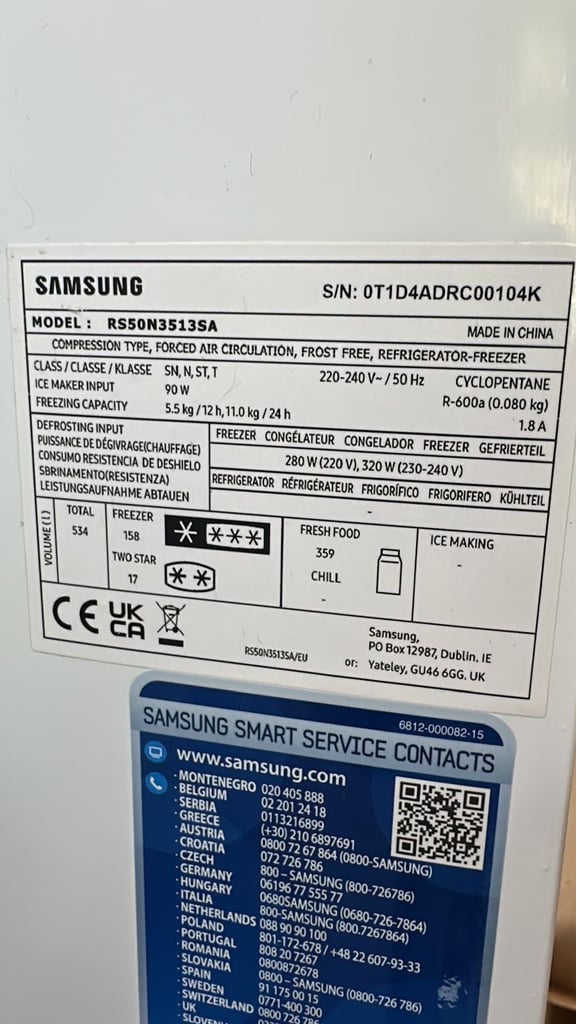 SAMSUNG
S/N: 0T1D4ADRC00104K
MODEL : RS50N3513SA
MADE IN CHINA
COMPRESSION TYPE, FORCED AIR CIRCULATION, FROST FREE, REFRIGERATOR-FREEZER
CLASS / CLASSE / KLASSE SN, N, ST, T 220-240 V~ / 50 Hz CYCLOPENTANE
ICE MAKER INPUT 90 W R-600a (0.080 kg)
FREEZING CAPACITY 5.5 kg / 12 h, 11.0 kg / 24 h 1.8 A
DEFROSTING INPUT
PUISSANCE DE DÉGIVRAGE(CHAUFFAGE)
CONSUMO RESISTENCIA DE DESHIELO
SBRINAMENTO(RESISTENZA)
LEISTUNGSAUFNAHME ABTAUEN
FREEZER CONGÉLATEUR CONGELADOR FREEZER GEFRIERTEIL
280 W (220 V), 320 W (230-240 V)
REFRIGERATOR RÉFRIGÉRATEUR FRIGORÍFICO FRIGORIFERO KÜHLTEIL
-
VOLUME ( l )
TOTAL
534
FREEZER
158
TWO STAR
17
FRESH FOOD
359
CHILL
-
ICE MAKING
-
CE UK CA
RS50N3513SA/EU
Samsung,
PO Box 12987, Dublin. IE
or: Yateley, GU46 6GG. UK
6812-000082-15
SAMSUNG SMART SERVICE CONTACTS
www.samsung.com
· MONTENEGRO 020 405 888
· BELGIUM 02 201 24 18
· SERBIA 0113216899
· GREECE (+30) 210 6897691
· AUSTRIA 0800 72 67 864 (0800-SAMSUNG)
· CROATIA 072 726 786
· CZECH 800 – SAMSUNG (800-726786)
· GERMANY 06196 77 555 77
· HUNGARY 0680SAMSUNG (0680-726-7864)
· ITALIA 800-SAMSUNG (800.7267864)
· NETHERLANDS 088 90 90 100
· POLAND 801-172-678 / +48 22 607-93-33
· PORTUGAL 808 20 7267
· ROMANIA 0800872678
· SLOVAKIA 0800 – SAMSUNG (0800-726 786)
· SPAIN 91 175 00 15
· SWEDEN 0771-400 300
· SWITZERLAND 0800 726 786
· UK